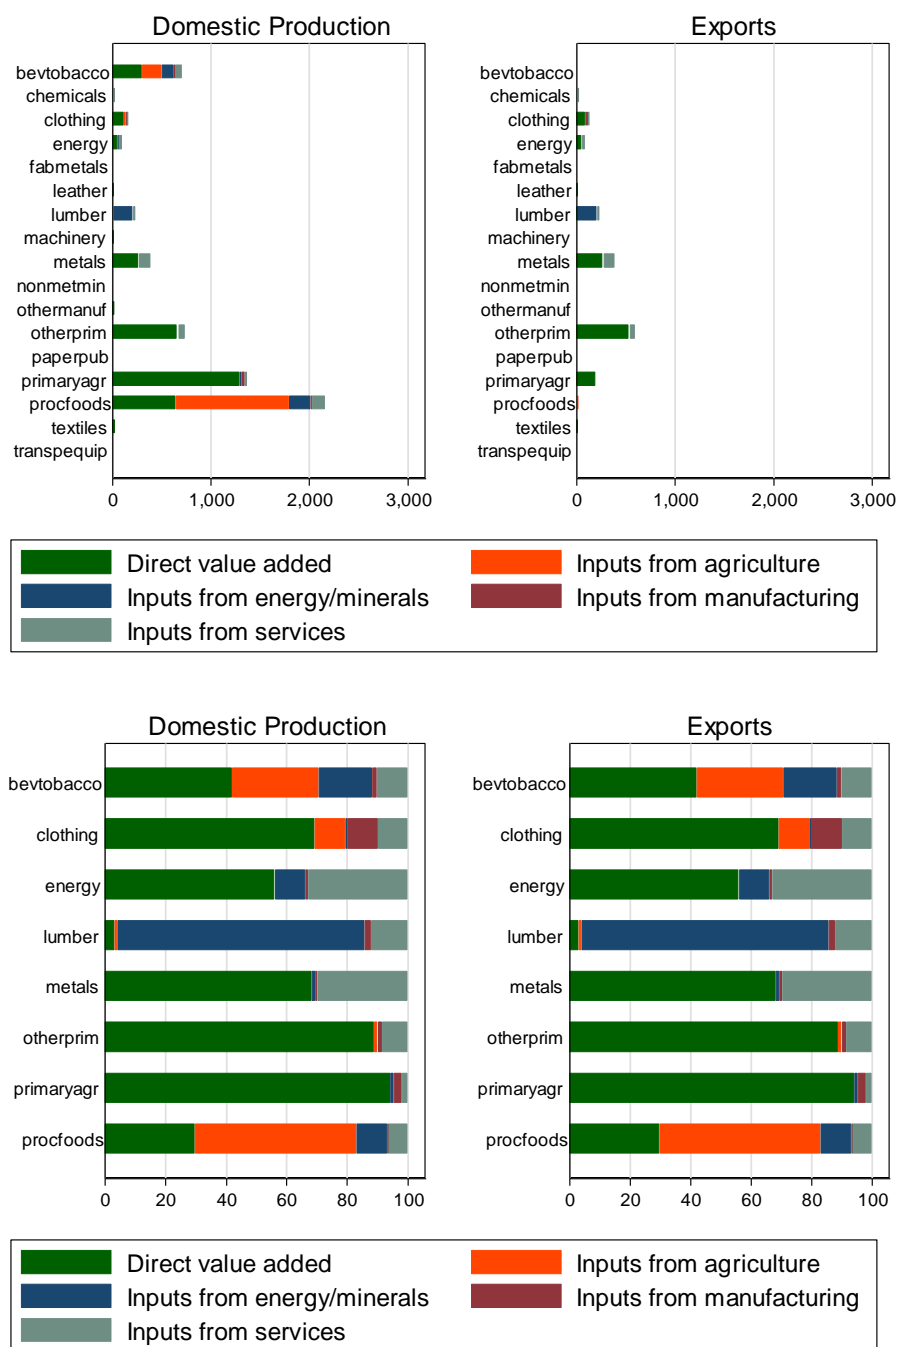 Domestic Production
bevtobacco
chemicals
clothing
energy
fabmetals
leather
lumber
machinery
metals
nonmetmin
othermanuf
otherprim
paperpub
primaryagr
procfoods
textiles
transpequip
0 1,000 2,000 3,000
Exports
bevtobacco
chemicals
clothing
energy
fabmetals
leather
lumber
machinery
metals
nonmetmin
othermanuf
otherprim
paperpub
primaryagr
procfoods
textiles
transpequip
0 1,000 2,000 3,000
Direct value added Inputs from agriculture
Inputs from energy/minerals Inputs from manufacturing
Inputs from services
Domestic Production
bevtobacco
clothing
energy
lumber
metals
otherprim
primaryagr
procfoods
0 20 40 60 80 100
Exports
bevtobacco
clothing
energy
lumber
metals
otherprim
primaryagr
procfoods
0 20 40 60 80 100
Direct value added Inputs from agriculture
Inputs from energy/minerals Inputs from manufacturing
Inputs from services